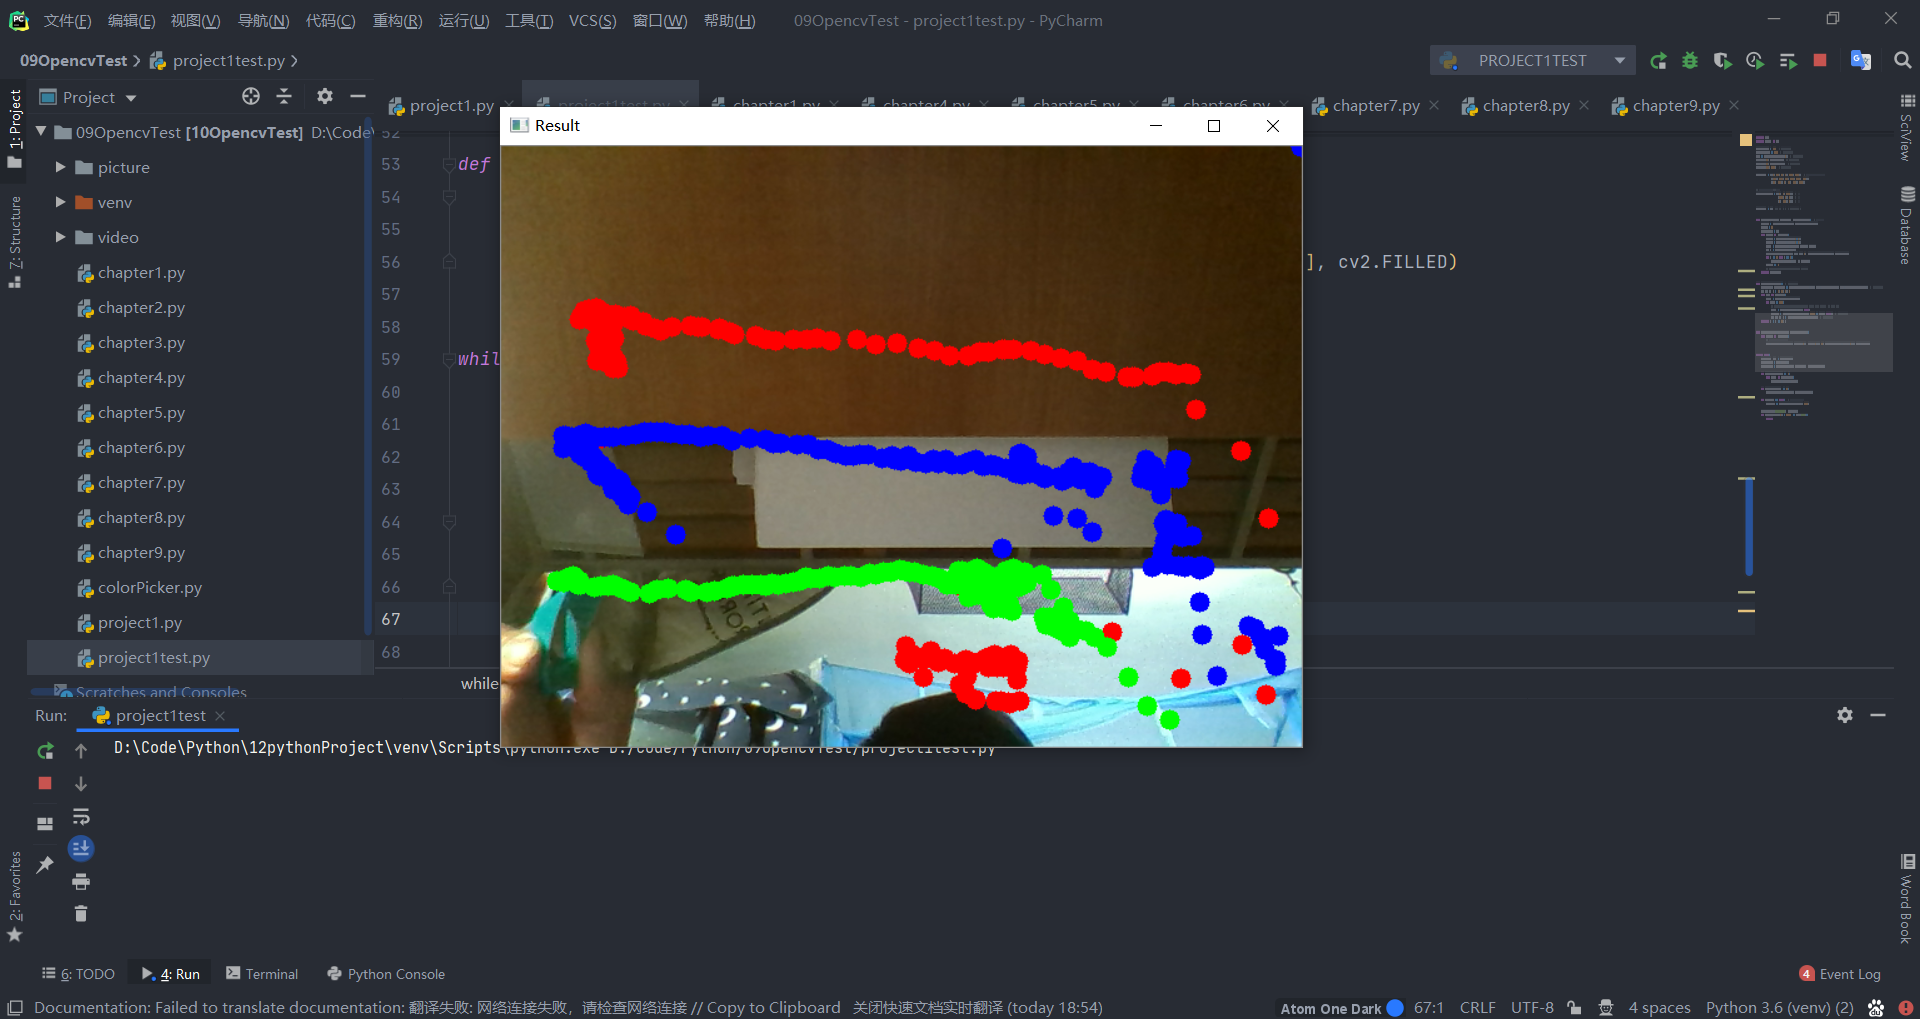 文件(F) 编辑(E) 视图(V) 导航(N) 代码(C) 重构(R) 运行(U) 工具(T) VCS(S) 窗口(W) 帮助(H) 09OpencvTest - project1test.py - PyCharm
09OpencvTest project1test.py PROJECT1TEST
Project project1.py project1test.py chapter1.py chapter4.py chapter5.py chapter6.py chapter7.py chapter8.py chapter9.py
Result
1: Project
7: Structure
2: Favorites
SciView
Database
Word Book
09OpencvTest [10OpencvTest] D:\Code\
picture
venv
video
chapter1.py
chapter2.py
chapter3.py
chapter4.py
chapter5.py
chapter6.py
chapter7.py
chapter8.py
chapter9.py
colorPicker.py
project1.py
project1test.py
Scratches and Consoles
52
53 def
54
55
56 ], cv2.FILLED)
57
58
59 whil
60
61
62
63
64
65
66
67
68
while
Run: project1test
D:\Code\Python\12pythonProject\venv\Scripts\python.exe D:/Code/Python/09OpencvTest/project1test.py
6: TODO 4: Run Terminal Python Console 4 Event Log
Documentation: Failed to translate documentation: 翻译失败: 网络连接失败，请检查网络连接 // Copy to Clipboard 关闭快速文档实时翻译 (today 18:54) Atom One Dark 67:1 CRLF UTF-8 4 spaces Python 3.6 (venv) (2)